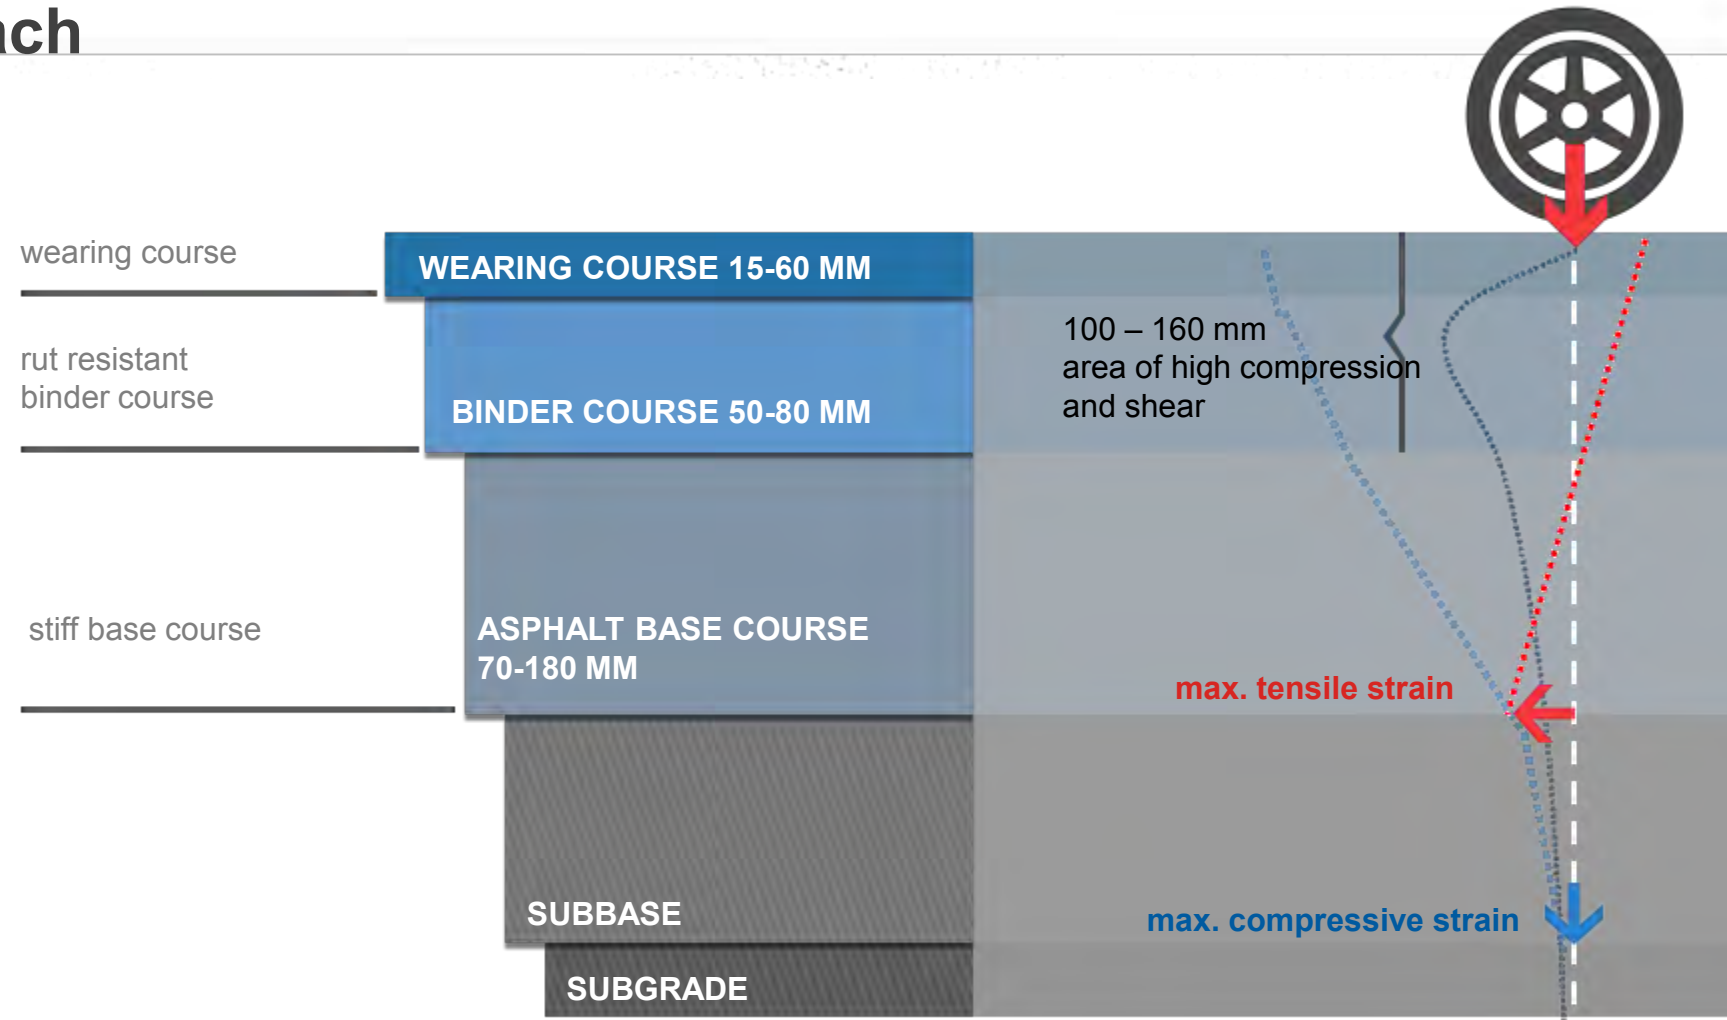 wearing course
WEARING COURSE 15-60 MM
100 – 160 mm
area of high compression
and shear
rut resistant
binder course
BINDER COURSE 50-80 MM
stiff base course
ASPHALT BASE COURSE
70-180 MM
max. tensile strain
SUBBASE
max. compressive strain
SUBGRADE